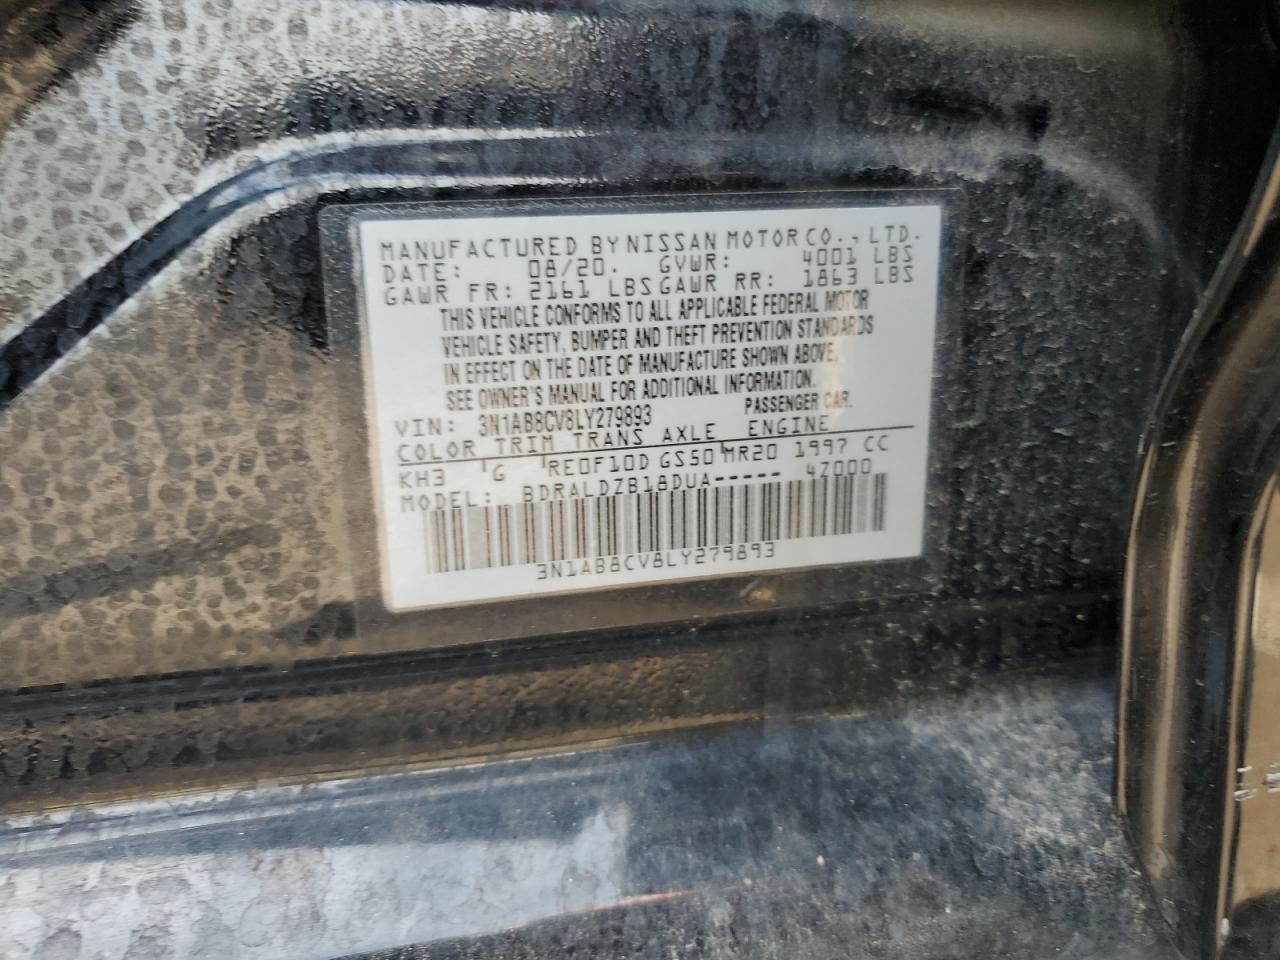 MANUFACTURED BY NISSAN MOTOR CO., LTD.
DATE: 08/20. GVWR: 4001 LBS
GAWR FR: 2161 LBS GAWR RR: 1863 LBS
THIS VEHICLE CONFORMS TO ALL APPLICABLE FEDERAL MOTOR
VEHICLE SAFETY, BUMPER AND THEFT PREVENTION STANDARDS
IN EFFECT ON THE DATE OF MANUFACTURE SHOWN ABOVE.
SEE OWNER'S MANUAL FOR ADDITIONAL INFORMATION.
VIN: 3N1AB8CV8LY279893 PASSENGER CAR.
COLOR TRIM TRANS AXLE ENGINE
KH3 G RE0F10D GS50 MR20 1997 CC
MODEL: BDRALDZB18DUA----- 4Z000
3N1AB8CV8LY279893